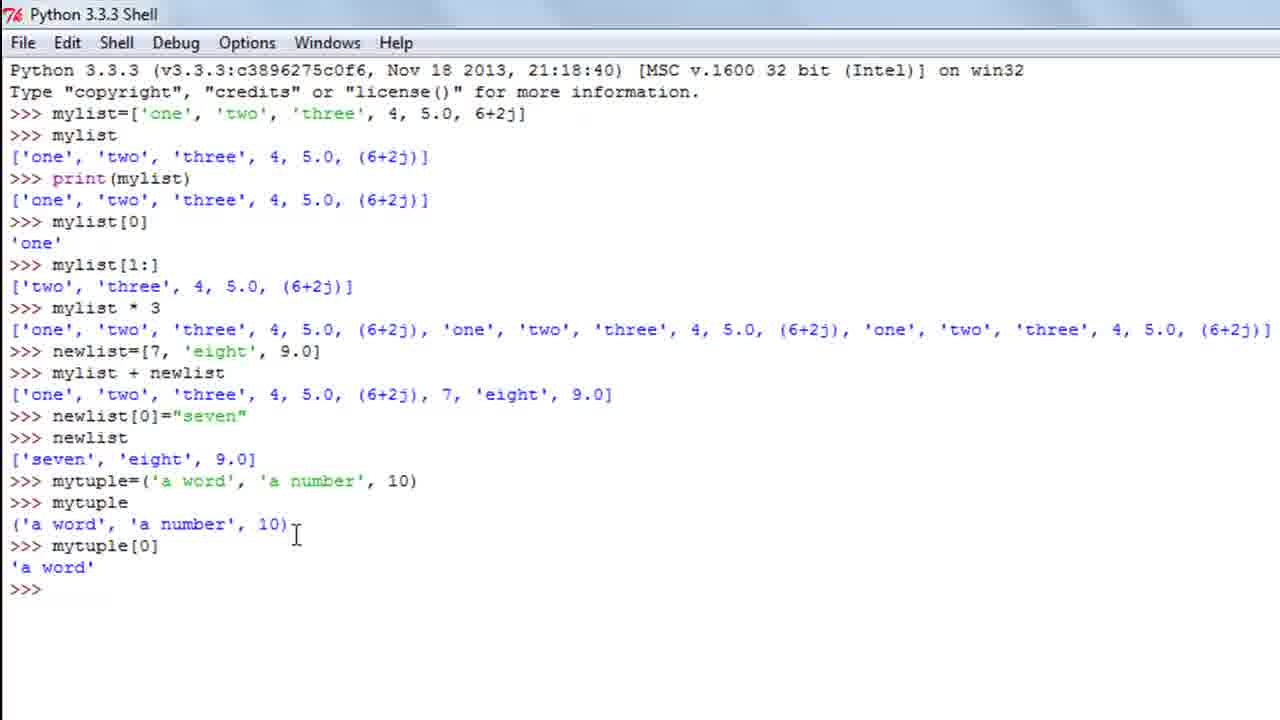 Python 3.3.3 Shell
File Edit Shell Debug Options Windows Help
Python 3.3.3 (v3.3.3:c3896275c0f6, Nov 18 2013, 21:18:40) [MSC v.1600 32 bit (Intel)] on win32
Type "copyright", "credits" or "license()" for more information.
>>> mylist=['one', 'two', 'three', 4, 5.0, 6+2j]
>>> mylist
['one', 'two', 'three', 4, 5.0, (6+2j)]
>>> print(mylist)
['one', 'two', 'three', 4, 5.0, (6+2j)]
>>> mylist[0]
'one'
>>> mylist[1:]
['two', 'three', 4, 5.0, (6+2j)]
>>> mylist * 3
['one', 'two', 'three', 4, 5.0, (6+2j), 'one', 'two', 'three', 4, 5.0, (6+2j), 'one', 'two', 'three', 4, 5.0, (6+2j)]
>>> newlist=[7, 'eight', 9.0]
>>> mylist + newlist
['one', 'two', 'three', 4, 5.0, (6+2j), 7, 'eight', 9.0]
>>> newlist[0]="seven"
>>> newlist
['seven', 'eight', 9.0]
>>> mytuple=('a word', 'a number', 10)
>>> mytuple
('a word', 'a number', 10)
>>> mytuple[0]
'a word'
>>>